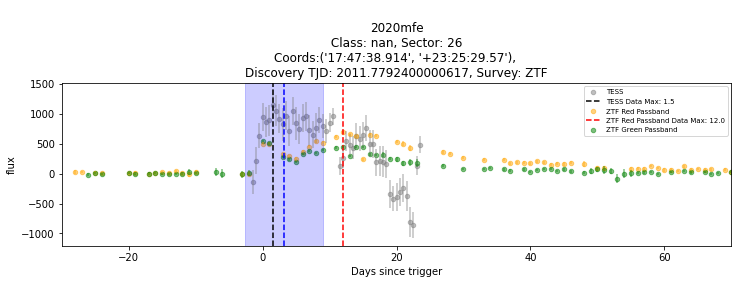 2020mfe
Class: nan, Sector: 26
Coords:('17:47:38.914', '+23:25:29.57'),
Discovery TJD: 2011.7792400000617, Survey: ZTF
1500
1000
500
0
−500
−1000
flux
TESS
TESS Data Max: 1.5
ZTF Red Passband
ZTF Red Passband Data Max: 12.0
ZTF Green Passband
−20
0
20
40
60
Days since trigger